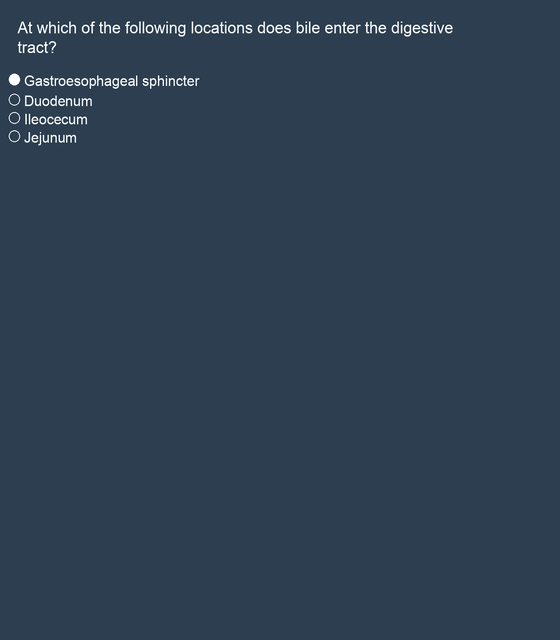 At which of the following locations does bile enter the digestive
tract?
Gastroesophageal sphincter
Duodenum
Ileocecum
Jejunum